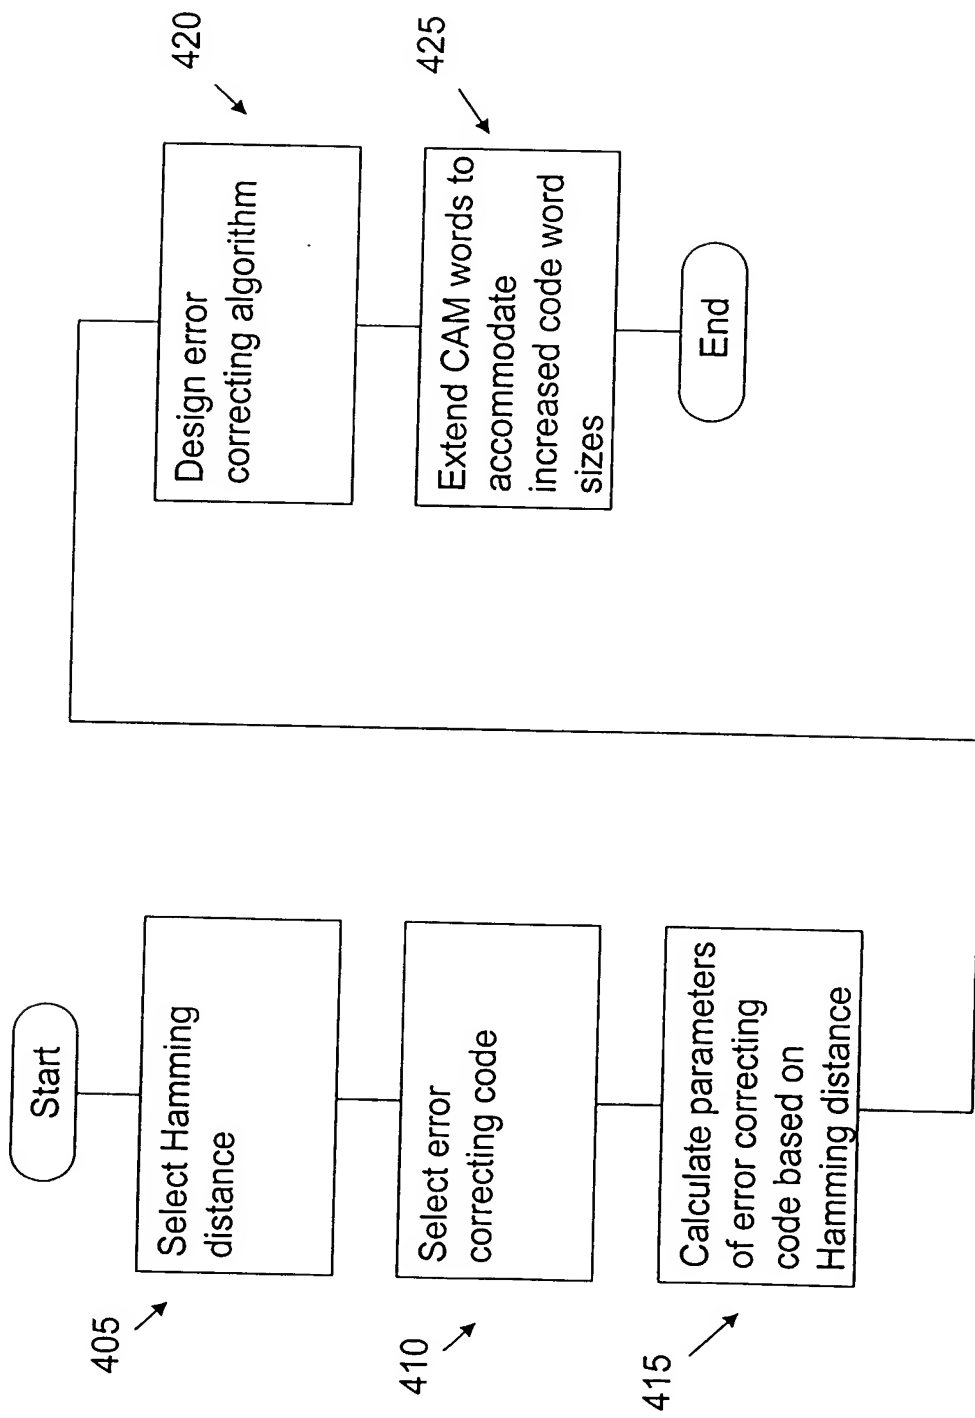 Start
405
Select Hamming
distance
410
Select error
correcting code
415
Calculate parameters
of error correcting
code based on
Hamming distance
420
Design error
correcting algorithm
425
Extend CAM words to
accommodate
increased code word
sizes
End